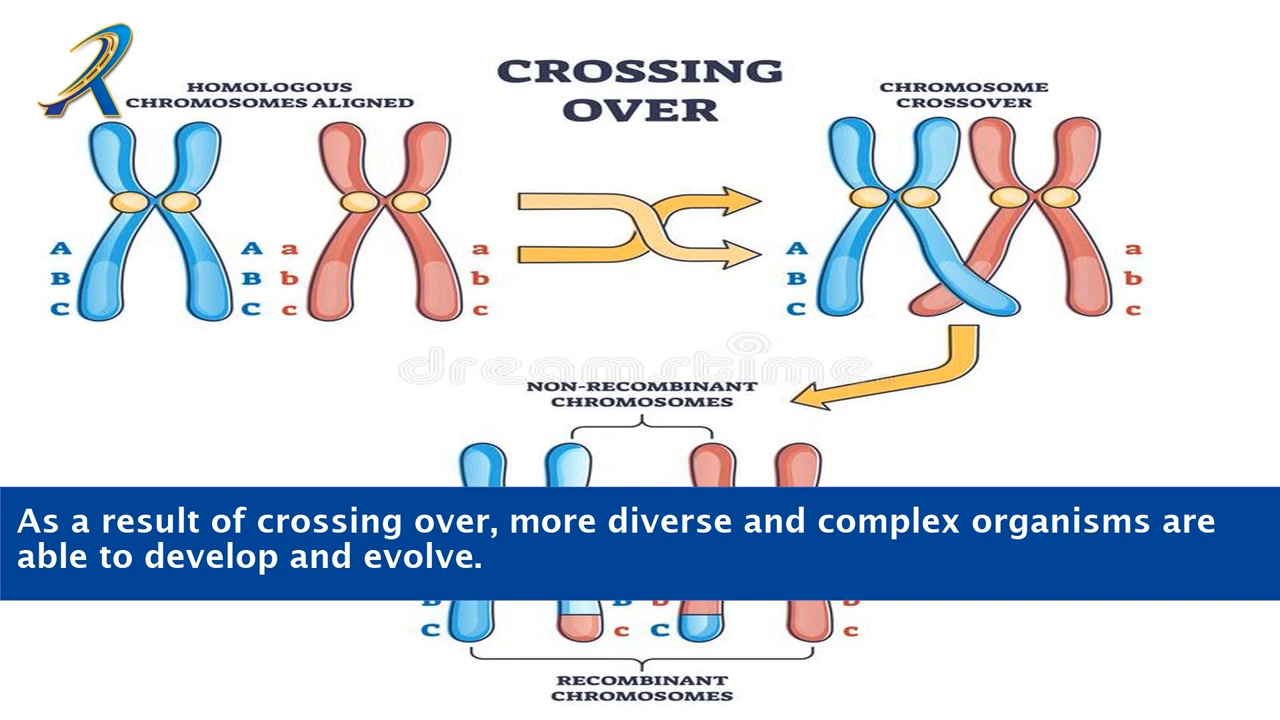 CROSSING
OVER
HOMOLOGOUS
CHROMOSOMES ALIGNED
CHROMOSOME
CROSSOVER
A A a a
B B b b
C C c c
A a
B b
C c
dreamstime
NON-RECOMBINANT
CHROMOSOMES
As a result of crossing over, more diverse and complex organisms are
able to develop and evolve.
B B b b
C c C c
RECOMBINANT
CHROMOSOMES